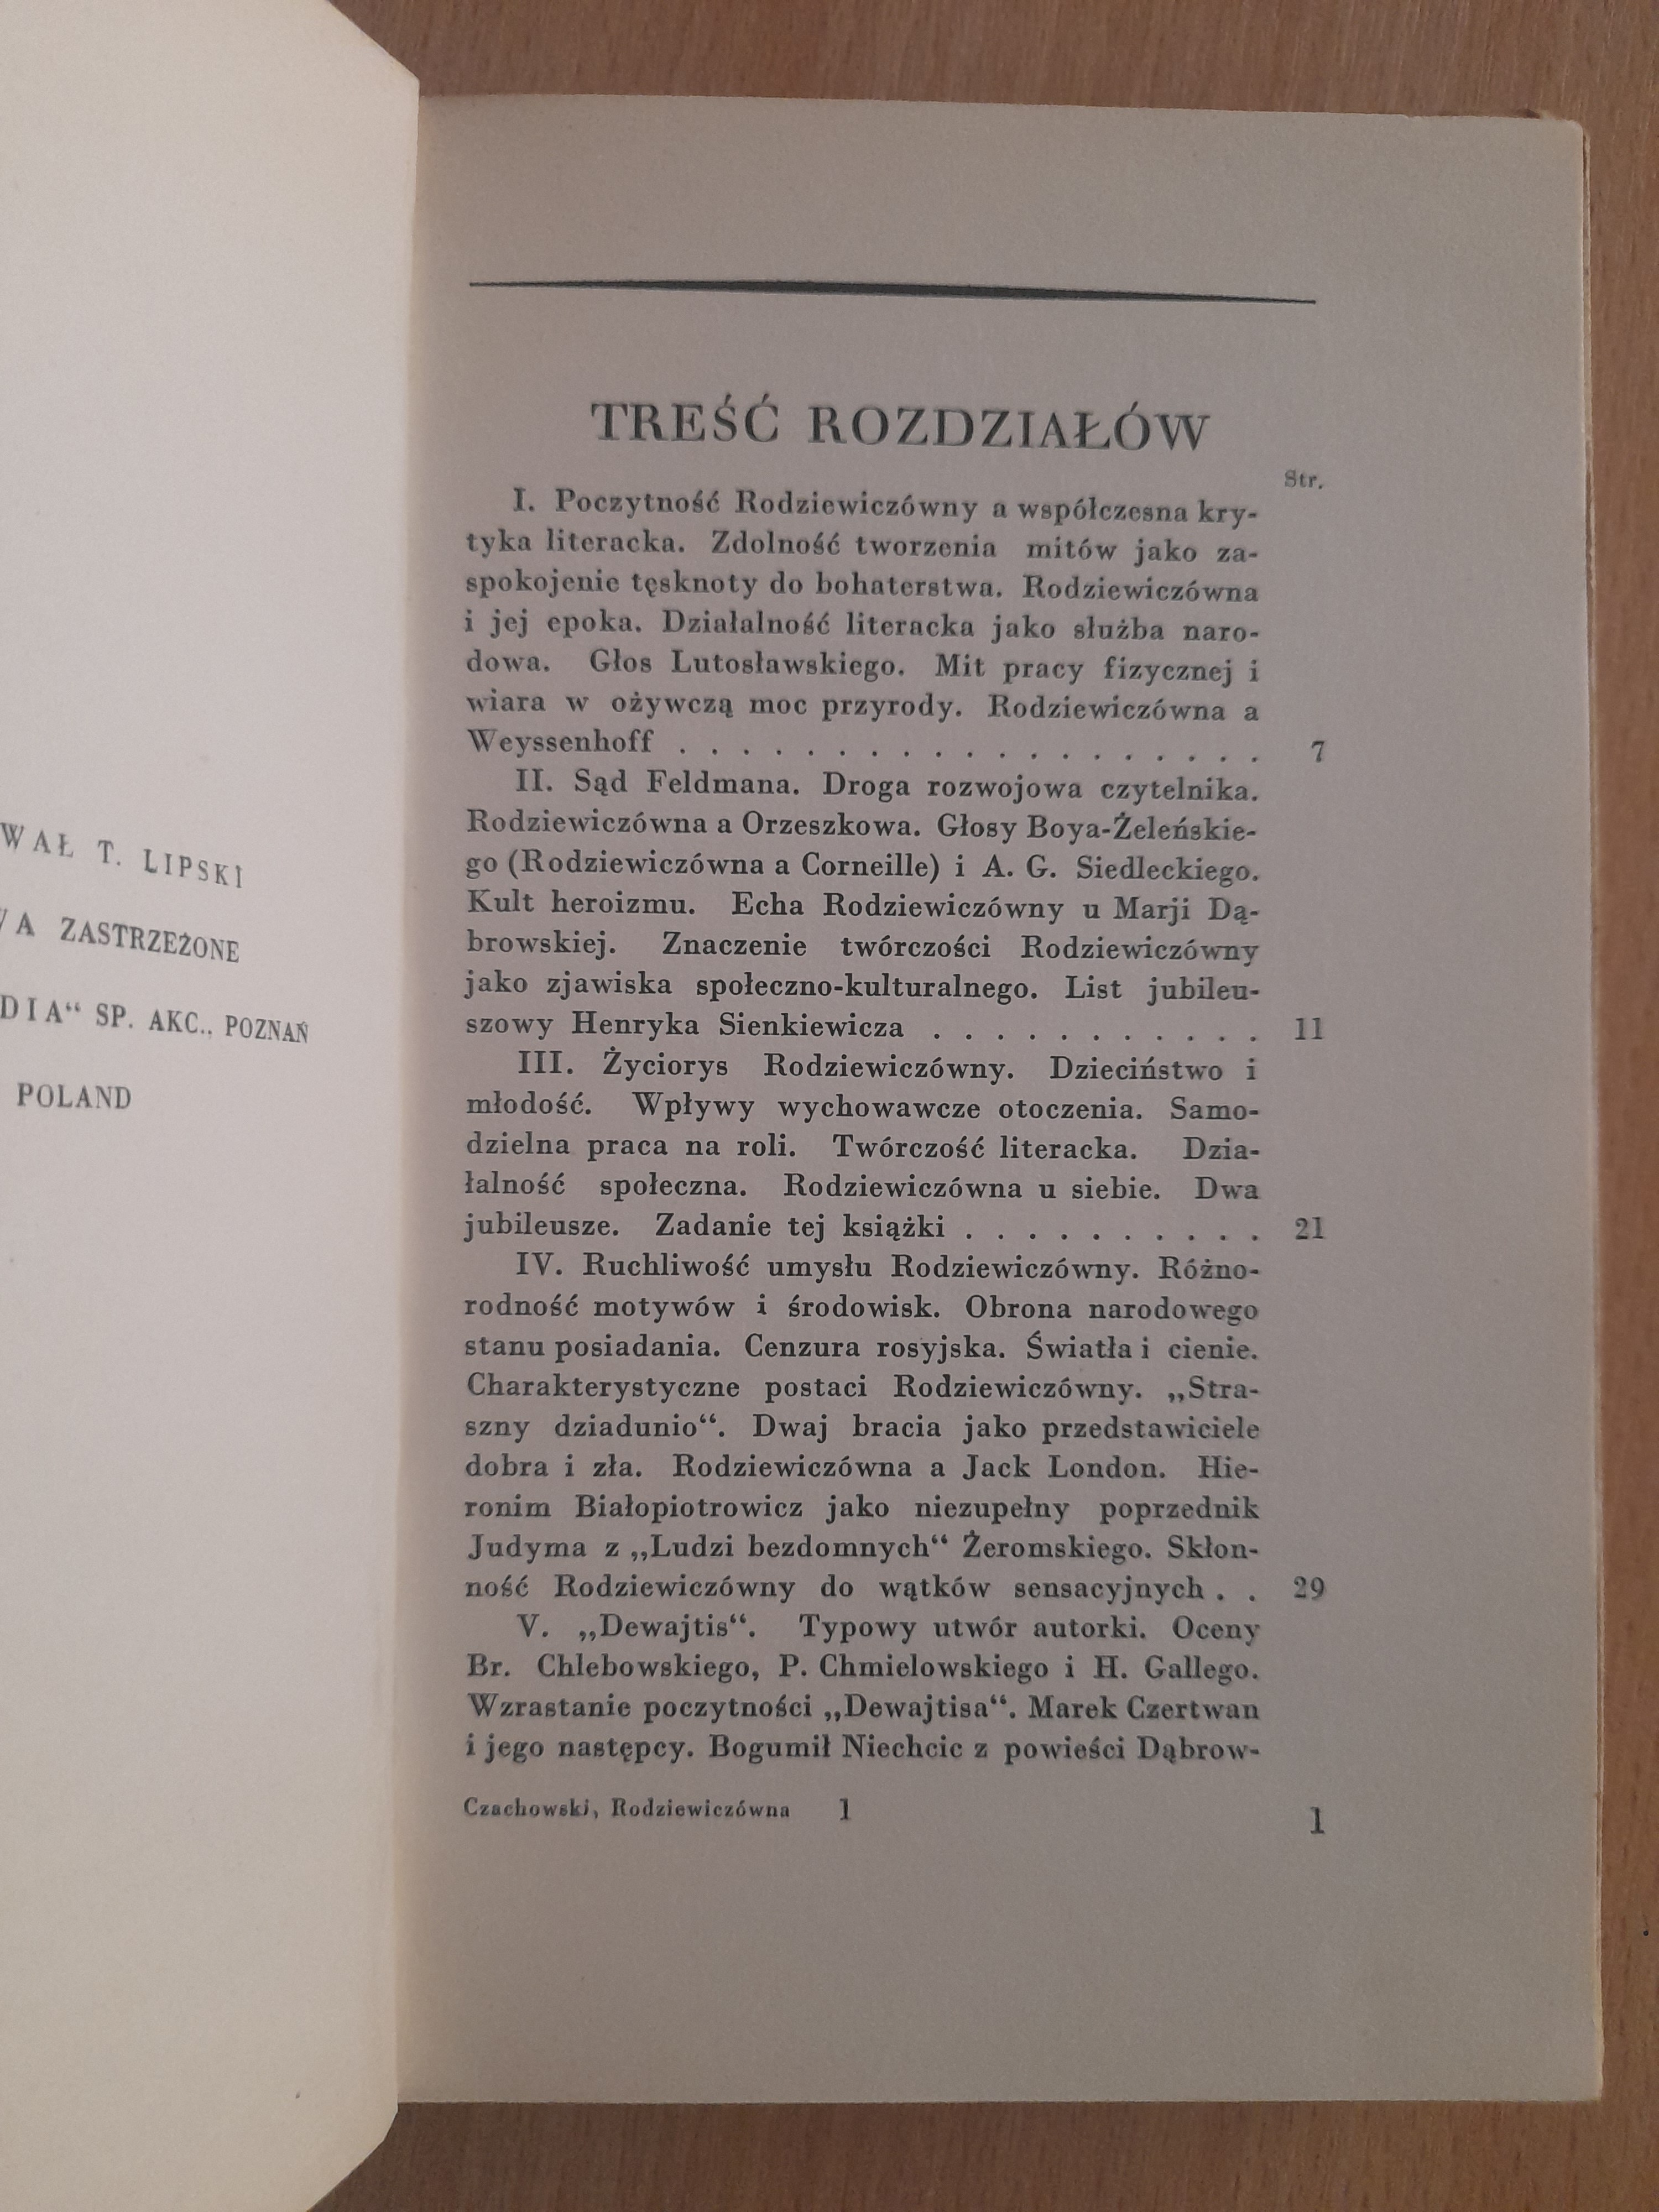 WAŁ T. LIPSKI
ZASTRZEŻONE
DIA“ SP. AKC., POZNAŃ
POLAND
TREŚĆ ROZDZIAŁÓW
Str.
I. Poczytność Rodziewiczówny a współczesna kry-
tyka literacka. Zdolność tworzenia mitów jako za-
spokojenie tęsknoty do bohaterstwa. Rodziewiczówna
i jej epoka. Działalność literacka jako służba naro-
dowa. Głos Lutosławskiego. Mit pracy fizycznej i
wiara w ożywczą moc przyrody. Rodziewiczówna a
Weyssenhoff . . . . . . . . . . . . . . . . . . . 7
II. Sąd Feldmana. Droga rozwojowa czytelnika.
Rodziewiczówna a Orzeszkowa. Głosy Boya-Żeleńskie-
go (Rodziewiczówna a Corneille) i A. G. Siedleckiego.
Kult heroizmu. Echa Rodziewiczówny u Marji Dą-
browskiej. Znaczenie twórczości Rodziewiczówny
jako zjawiska społeczno-kulturalnego. List jubileu-
szowy Henryka Sienkiewicza . . . . . . . . . . . 11
III. Życiorys Rodziewiczówny. Dzieciństwo i
młodość. Wpływy wychowawcze otoczenia. Samo-
dzielna praca na roli. Twórczość literacka. Dzia-
łalność społeczna. Rodziewiczówna u siebie. Dwa
jubileusze. Zadanie tej książki . . . . . . . . . . 21
IV. Ruchliwość umysłu Rodziewiczówny. Różno-
rodność motywów i środowisk. Obrona narodowego
stanu posiadania. Cenzura rosyjska. Światła i cienie.
Charakterystyczne postaci Rodziewiczówny. „Stra-
szny dziadunio“. Dwaj bracia jako przedstawiciele
dobra i zła. Rodziewiczówna a Jack London. Hie-
ronim Białopiotrowicz jako niezupełny poprzednik
Judyma z „Ludzi bezdomnych“ Żeromskiego. Skłon-
ność Rodziewiczówny do wątków sensacyjnych . . 29
V. „Dewajtis“. Typowy utwór autorki. Oceny
Br. Chlebowskiego, P. Chmielowskiego i H. Gallego.
Wzrastanie poczytności „Dewajtisa“. Marek Czertwan
i jego następcy. Bogumił Niechcic z powieści Dąbrow-
Czachowski, Rodziewiczówna 1
1